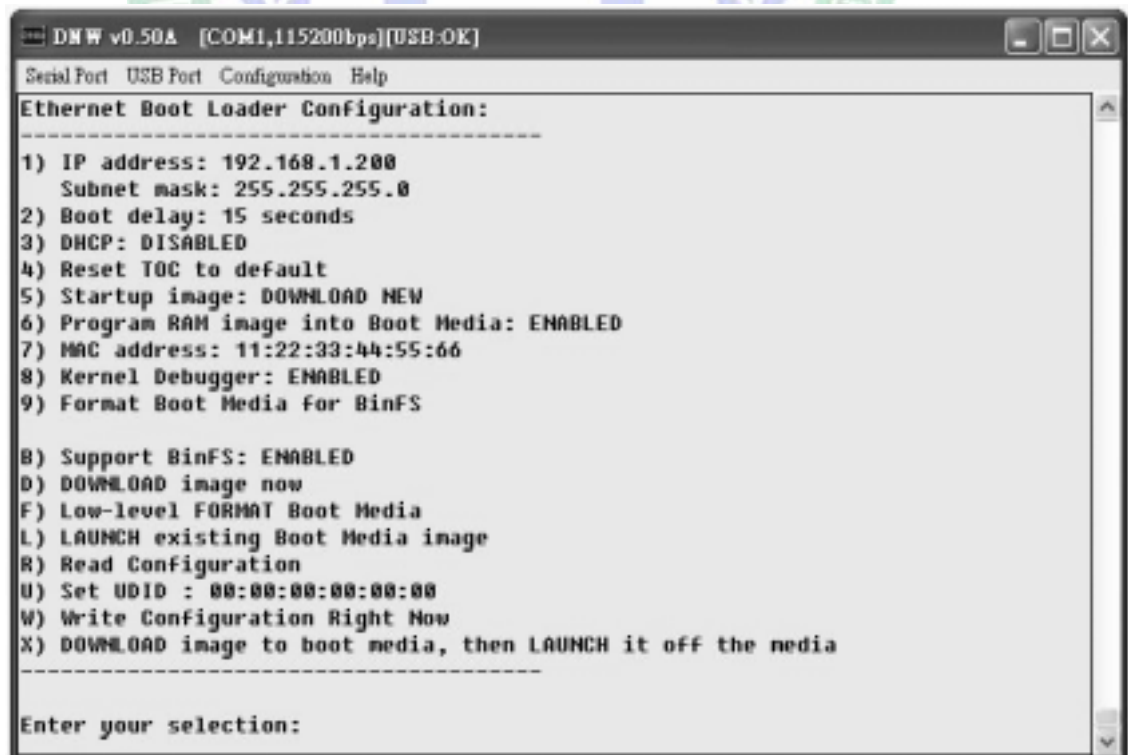 DNW v0.50A [COM1,115200bps][USB:OK]
Serial Port USB Port Configuration Help
Ethernet Boot Loader Configuration:
----------------------------------------
1) IP address: 192.168.1.200
Subnet mask: 255.255.255.0
2) Boot delay: 15 seconds
3) DHCP: DISABLED
4) Reset TOC to default
5) Startup image: DOWNLOAD NEW
6) Program RAM image into Boot Media: ENABLED
7) MAC address: 11:22:33:44:55:66
8) Kernel Debugger: ENABLED
9) Format Boot Media for BinFS
B) Support BinFS: ENABLED
D) DOWNLOAD image now
F) Low-level FORMAT Boot Media
L) LAUNCH existing Boot Media image
R) Read Configuration
U) Set UDID : 00:00:00:00:00:00
W) Write Configuration Right Now
X) DOWNLOAD image to boot media, then LAUNCH it off the media
----------------------------------------
Enter your selection: